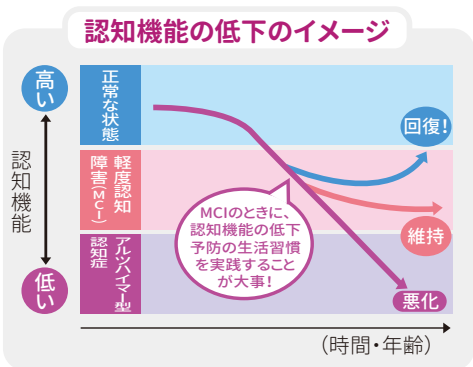 認知機能の低下のイメージ
高い
認知機能
低い
正常な状態
軽度認知
障害(MCI)
アルツハイマー型
認知症
回復!
維持
悪化
MCIのときに、
認知機能の低下
予防の生活習慣
を実践すること
が大事!
(時間・年齢)